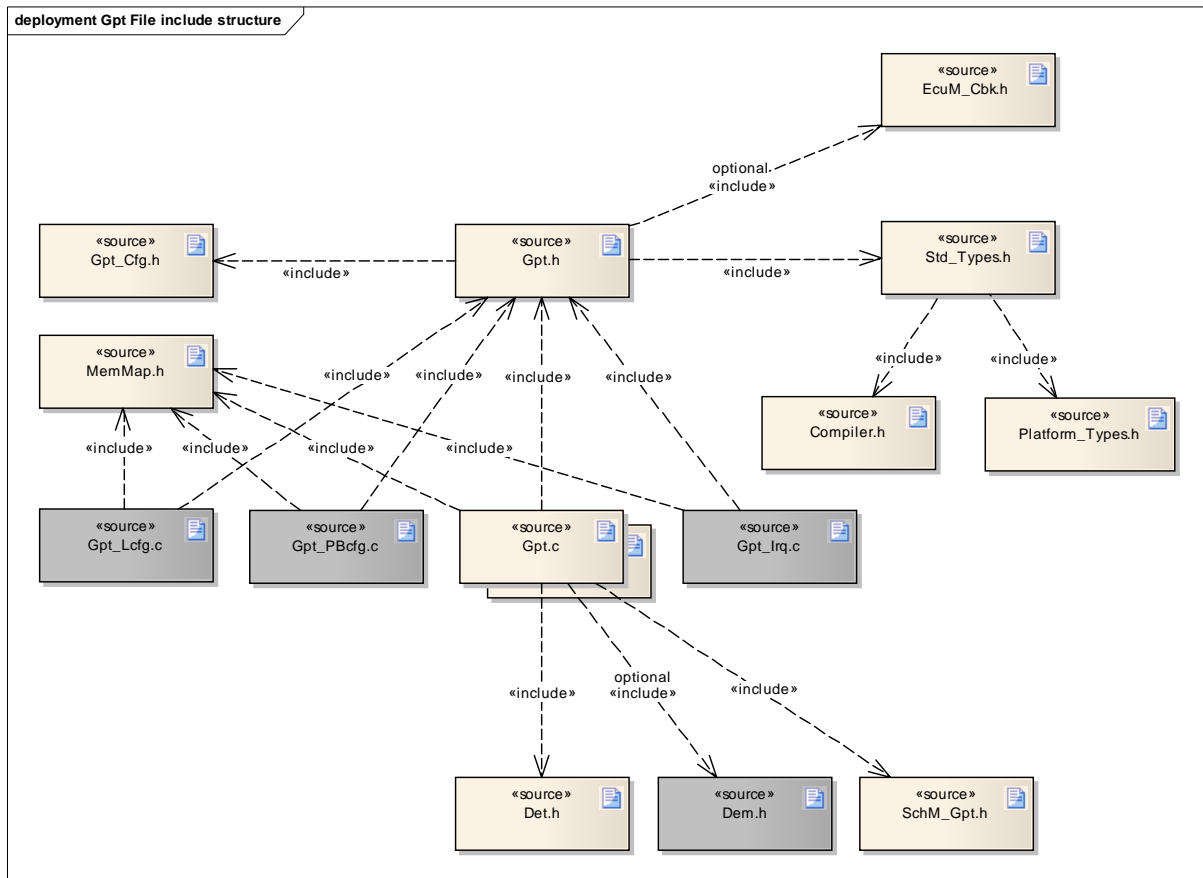 deployment Gpt File include structure
«source»
EcuM_Cbk.h
optional
«include»
«source»
Gpt_Cfg.h
«source»
Gpt.h
«source»
Std_Types.h
«include»
«include»
«source»
MemMap.h
«include»
«include»
«include»
«include»
«include»
«include»
«source»
Compiler.h
«source»
Platform_Types.h
«include»
«include»
«include»
«include»
«source»
Gpt_Lcfg.c
«source»
Gpt_PBcfg.c
«source»
Gpt.c
«source»
Gpt_Irq.c
«include»
optional
«include»
«include»
«source»
Det.h
«source»
Dem.h
«source»
SchM_Gpt.h